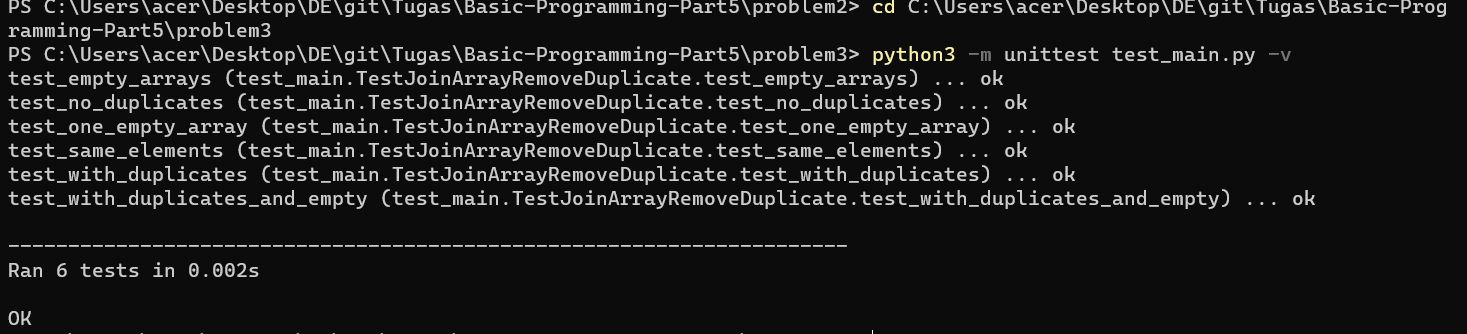 PS C:\Users\acer\Desktop\DE\git\Tugas\Basic-Programming-Part5\problem2> cd C:\Users\acer\Desktop\DE\git\Tugas\Basic-Prog
ramming-Part5\problem3
PS C:\Users\acer\Desktop\DE\git\Tugas\Basic-Programming-Part5\problem3> python3 -m unittest test_main.py -v
test_empty_arrays (test_main.TestJoinArrayRemoveDuplicate.test_empty_arrays) ... ok
test_no_duplicates (test_main.TestJoinArrayRemoveDuplicate.test_no_duplicates) ... ok
test_one_empty_array (test_main.TestJoinArrayRemoveDuplicate.test_one_empty_array) ... ok
test_same_elements (test_main.TestJoinArrayRemoveDuplicate.test_same_elements) ... ok
test_with_duplicates (test_main.TestJoinArrayRemoveDuplicate.test_with_duplicates) ... ok
test_with_duplicates_and_empty (test_main.TestJoinArrayRemoveDuplicate.test_with_duplicates_and_empty) ... ok
----------------------------------------------------------------------
Ran 6 tests in 0.002s
OK